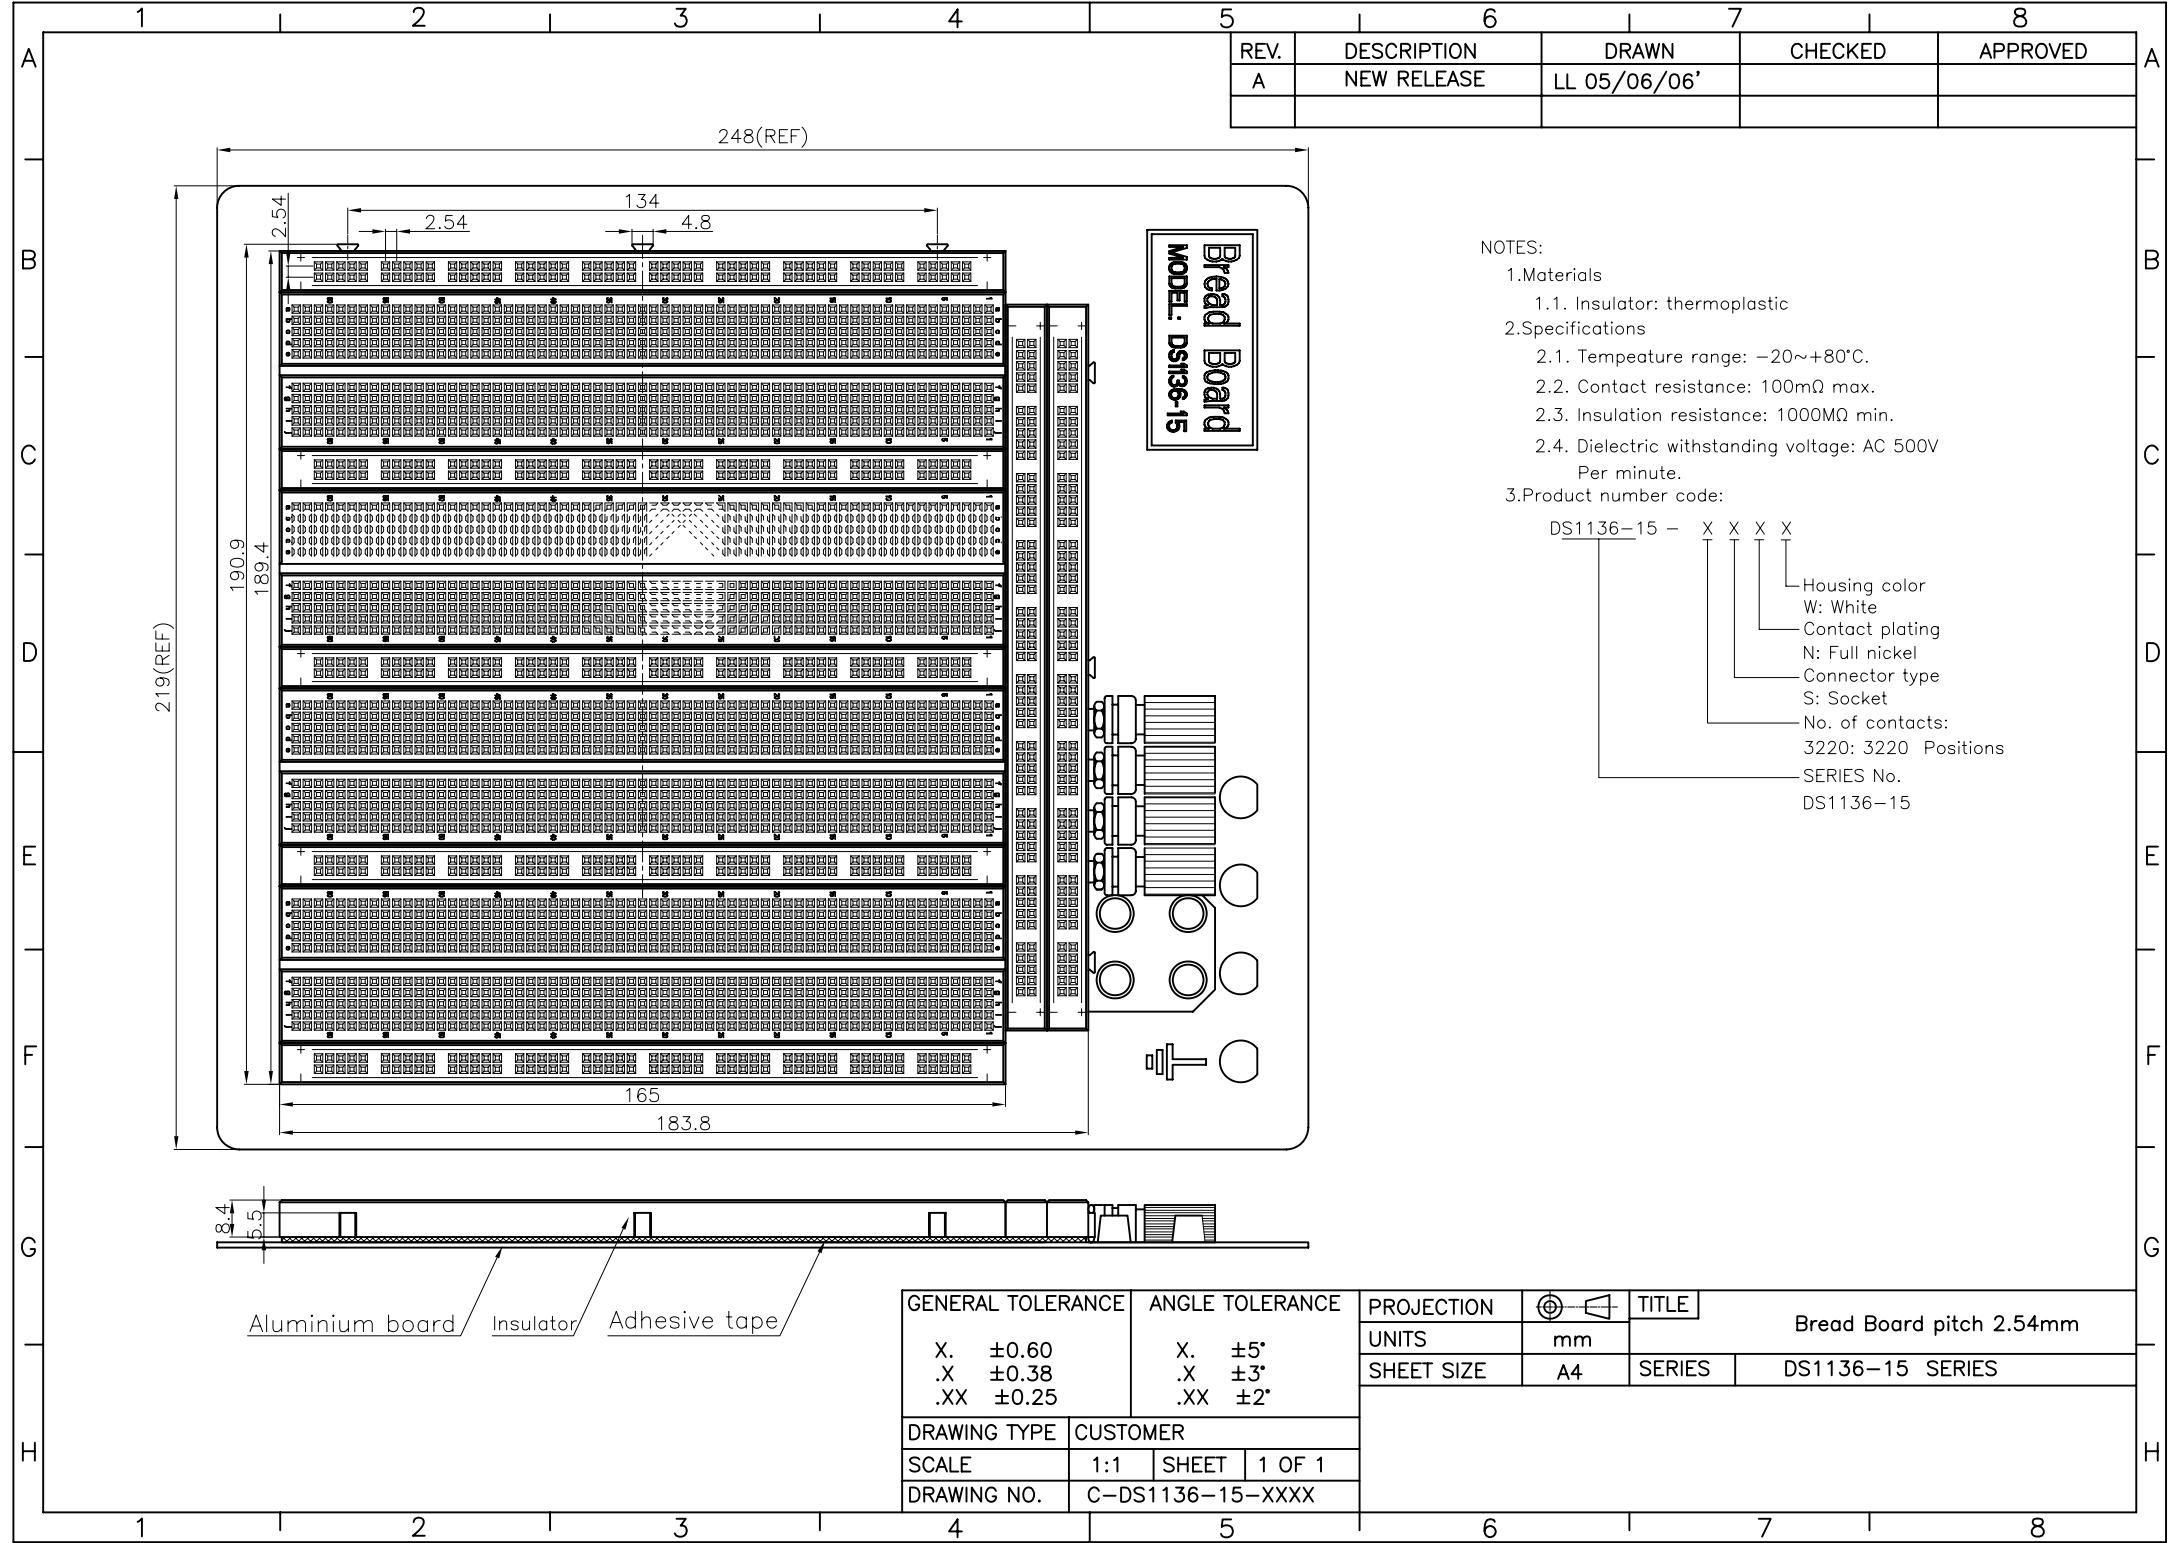 1 2 3 4 5 6 7 8
A A
B B
C C
D D
E E
F F
G G
H H
REV. DESCRIPTION DRAWN CHECKED APPROVED
A NEW RELEASE LL 05/06/06'
248(REF)
134
2.54
2.54
4.8
Bread Board
MODEL: DS1136-15
190.9
189.4
219(REF)
165
183.8
NOTES:
1.Materials
1.1. Insulator: thermoplastic
2.Specifications
2.1. Tempeature range: -20~+80°C.
2.2. Contact resistance: 100mΩ max.
2.3. Insulation resistance: 1000MΩ min.
2.4. Dielectric withstanding voltage: AC 500V
Per minute.
3.Product number code:
DS1136-15 - X X X X
Housing color
W: White
Contact plating
N: Full nickel
Connector type
S: Socket
No. of contacts:
3220: 3220 Positions
SERIES No.
DS1136-15
8.4
5.5
Aluminium board
Insulator
Adhesive tape
GENERAL TOLERANCE
X. ±0.60
.X ±0.38
.XX ±0.25
ANGLE TOLERANCE
X. ±5°
.X ±3°
.XX ±2°
PROJECTION
UNITS mm
SHEET SIZE A4
TITLE
Bread Board pitch 2.54mm
SERIES DS1136-15 SERIES
DRAWING TYPE CUSTOMER
SCALE 1:1 SHEET 1 OF 1
DRAWING NO. C-DS1136-15-XXXX
1 2 3 4 5 6 7 8